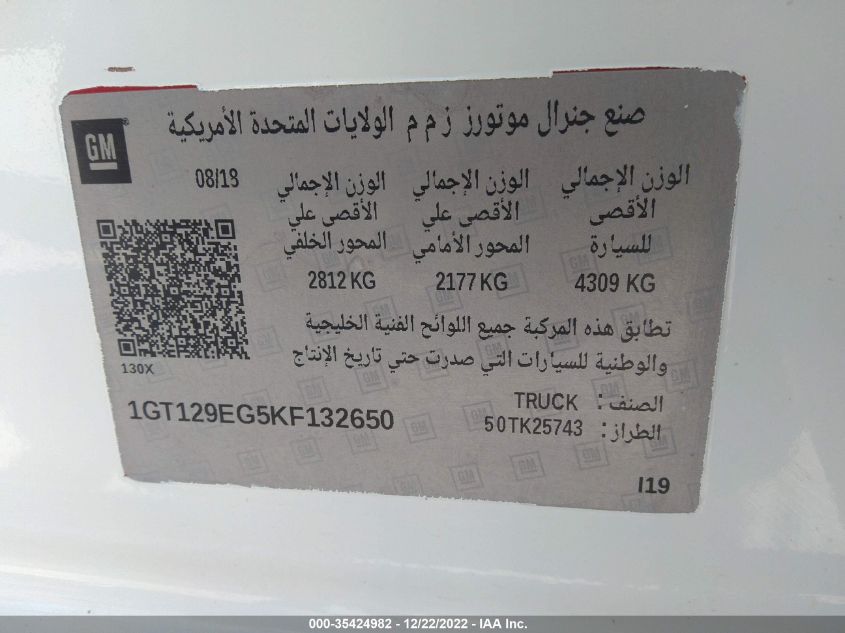 صنع جنرال موتورز ز م م الولايات المتحدة الأمريكية
GM
08/18
الوزن الإجمالي الأقصى للسيارة
4309 KG
الوزن الإجمالي الأقصى علي المحور الأمامي
2177 KG
الوزن الإجمالي الأقصى علي المحور الخلفي
2812 KG
تطابق هذه المركبة جميع اللوائح الفنية الخليجية
والوطنية للسيارات التي صدرت حتي تاريخ الإنتاج
130X
الصنف: TRUCK
1GT129EG5KF132650
الطراز: 50TK25743
I19
000-35424982 - 12/22/2022 - IAA Inc.